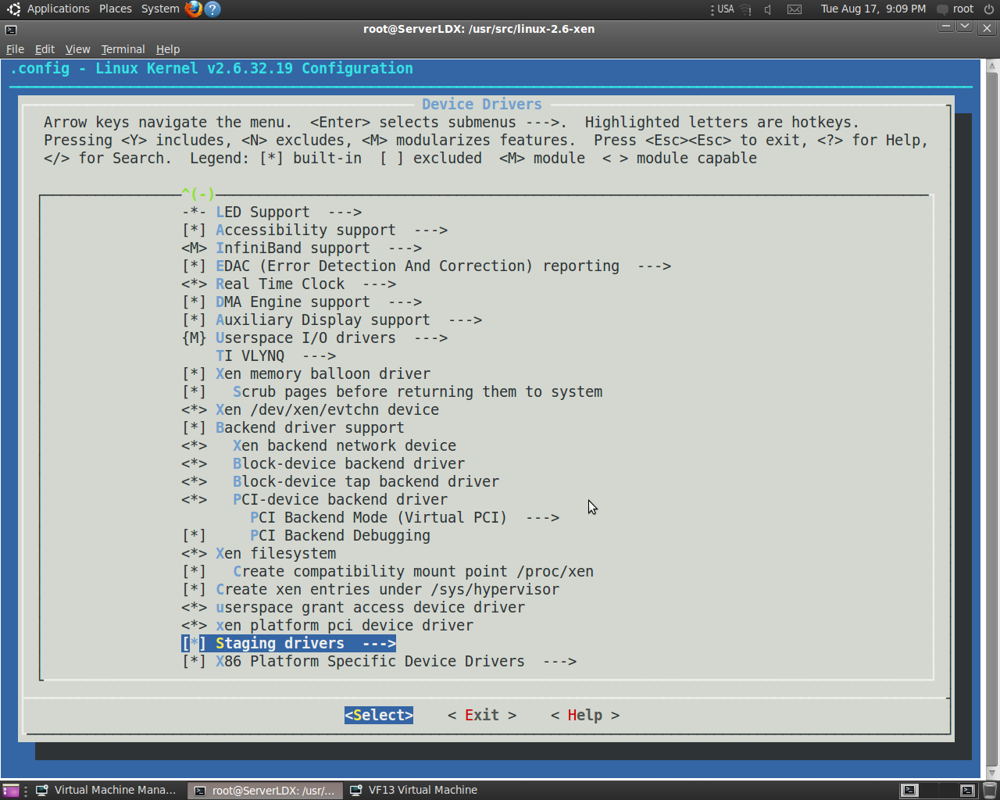 Applications Places System ? USA Tue Aug 17, 9:09 PM root
root@ServerLDX: /usr/src/linux-2.6-xen
File Edit View Terminal Help
.config - Linux Kernel v2.6.32.19 Configuration
Device Drivers
Arrow keys navigate the menu.  <Enter> selects submenus --->.  Highlighted letters are hotkeys.
Pressing <Y> includes, <N> excludes, <M> modularizes features.  Press <Esc><Esc> to exit, <?> for Help,
</> for Search.  Legend: [*] built-in  [ ] excluded  <M> module  < > module capable
^(-)
-*- LED Support  --->
[*] Accessibility support  --->
<M> InfiniBand support  --->
[*] EDAC (Error Detection And Correction) reporting  --->
<*> Real Time Clock  --->
[*] DMA Engine support  --->
[*] Auxiliary Display support  --->
{M} Userspace I/O drivers  --->
TI VLYNQ  --->
[*] Xen memory balloon driver
[*]   Scrub pages before returning them to system
<*> Xen /dev/xen/evtchn device
[*] Backend driver support
<*>   Xen backend network device
<*>   Block-device backend driver
<*>   Block-device tap backend driver
<*>   PCI-device backend driver
PCI Backend Mode (Virtual PCI)  --->
[*]     PCI Backend Debugging
<*> Xen filesystem
[*]   Create compatibility mount point /proc/xen
[*] Create xen entries under /sys/hypervisor
<*> userspace grant access device driver
<*> xen platform pci device driver
[*] Staging drivers  --->
[*] X86 Platform Specific Device Drivers  --->
<Select>    < Exit >    < Help >
Virtual Machine Mana... root@ServerLDX: /usr/... VF13 Virtual Machine